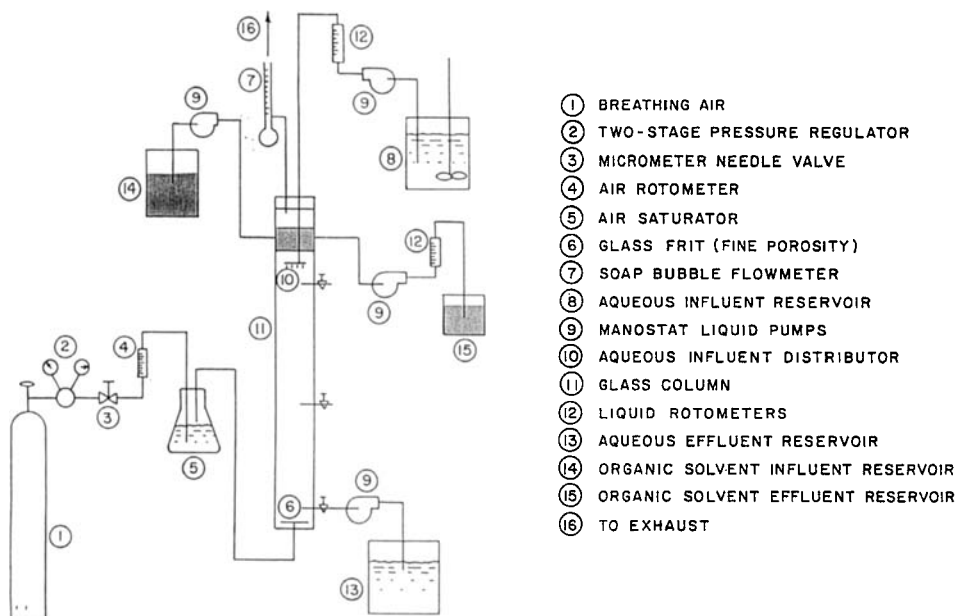 ⑯
⑫
⑦
⑨
⑨
⑧
⑭
⑫
⑩
⑨
⑪
⑮
②
④
③
⑤
⑨
⑥
①
⑬
① BREATHING AIR
② TWO-STAGE PRESSURE REGULATOR
③ MICROMETER NEEDLE VALVE
④ AIR ROTOMETER
⑤ AIR SATURATOR
⑥ GLASS FRIT (FINE POROSITY)
⑦ SOAP BUBBLE FLOWMETER
⑧ AQUEOUS INFLUENT RESERVOIR
⑨ MANOSTAT LIQUID PUMPS
⑩ AQUEOUS INFLUENT DISTRIBUTOR
⑪ GLASS COLUMN
⑫ LIQUID ROTOMETERS
⑬ AQUEOUS EFFLUENT RESERVOIR
⑭ ORGANIC SOLVENT INFLUENT RESERVOIR
⑮ ORGANIC SOLVENT EFFLUENT RESERVOIR
⑯ TO EXHAUST